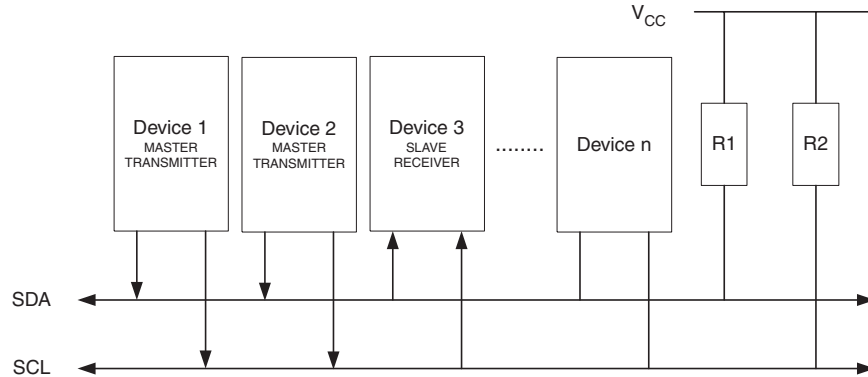 VCC
Device 1
MASTER
TRANSMITTER
Device 2
MASTER
TRANSMITTER
Device 3
SLAVE
RECEIVER
........
Device n
R1
R2
SDA
SCL